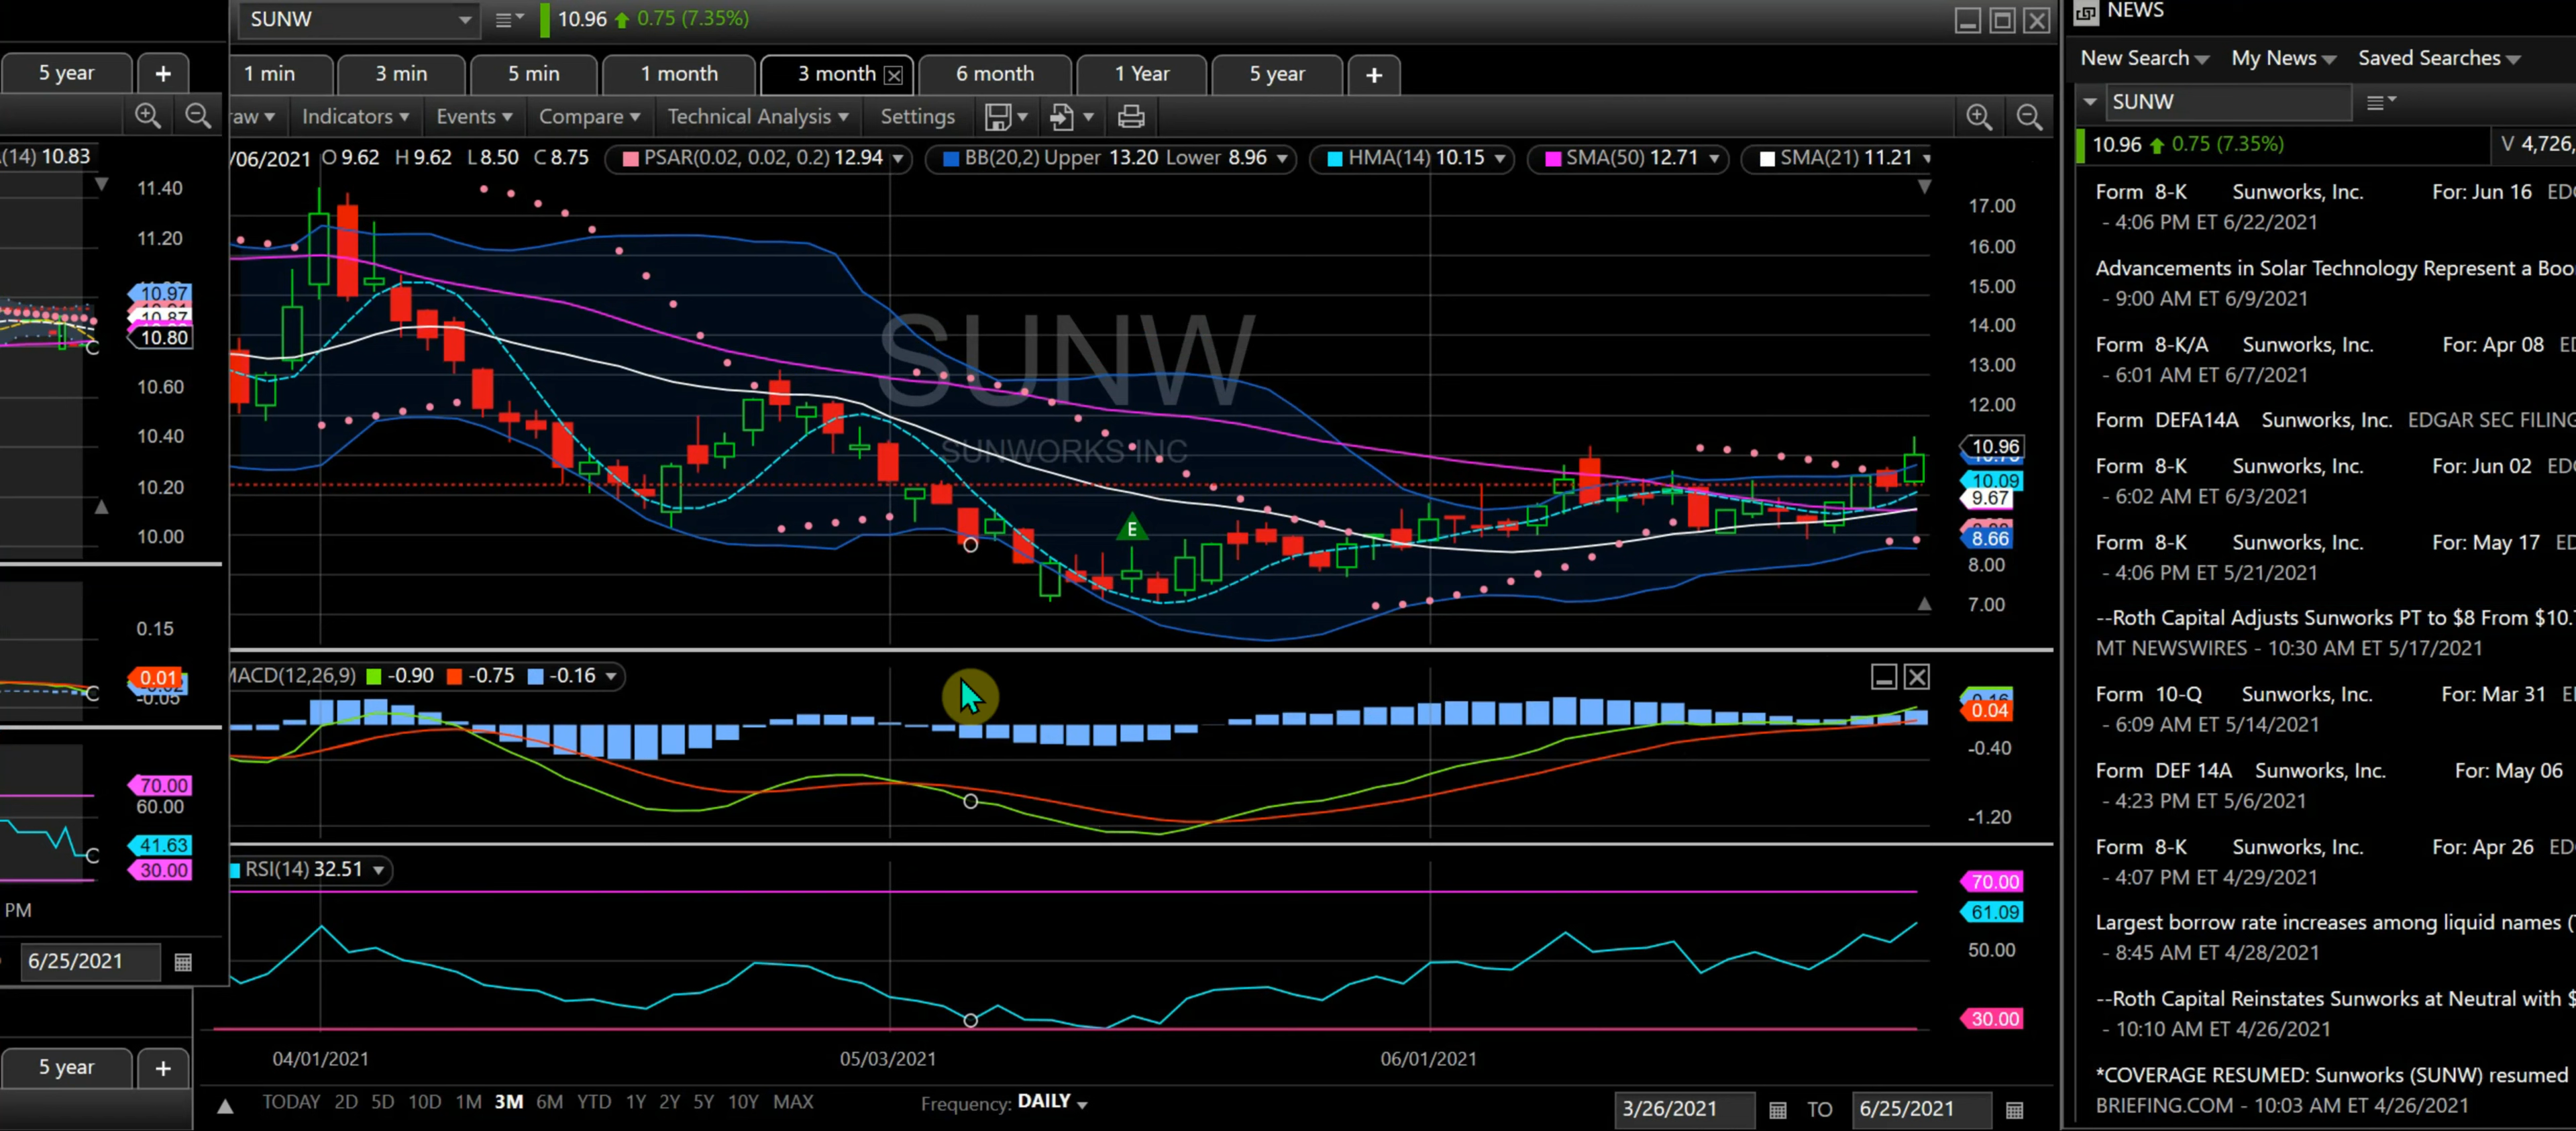 SUNW 10.96 0.75 (7.35%)
5 year +
1 min 3 min 5 min 1 month 3 month 6 month 1 Year 5 year +
raw Indicators Events Compare Technical Analysis Settings
(14) 10.83
/06/2021 O 9.62 H 9.62 L 8.50 C 8.75 PSAR(0.02, 0.02, 0.2) 12.94 BB(20,2) Upper 13.20 Lower 8.96 HMA(14) 10.15 SMA(50) 12.71 SMA(21) 11.21
11.40
11.20
10.97
10.87
10.80
10.60
10.40
10.20
10.00
0.15
0.01
-0.05
70.00
60.00
41.63
30.00
PM
6/25/2021
5 year +
SUNW
SUNWORKS INC
E
17.00
16.00
15.00
14.00
13.00
12.00
10.96
10.09
9.67
8.66
8.00
7.00
MACD(12,26,9) -0.90 -0.75 -0.16
0.16
0.04
-0.40
-1.20
RSI(14) 32.51
70.00
61.09
50.00
30.00
04/01/2021 05/03/2021 06/01/2021
TODAY 2D 5D 10D 1M 3M 6M YTD 1Y 2Y 5Y 10Y MAX Frequency: DAILY 3/26/2021 TO 6/25/2021
NEWS
New Search My News Saved Searches
SUNW
10.96 0.75 (7.35%) V 4,726,
Form 8-K Sunworks, Inc. For: Jun 16
- 4:06 PM ET 6/22/2021
Advancements in Solar Technology Represent a Boo
- 9:00 AM ET 6/9/2021
Form 8-K/A Sunworks, Inc. For: Apr 08
- 6:01 AM ET 6/7/2021
Form DEFA14A Sunworks, Inc. EDGAR SEC FILING
Form 8-K Sunworks, Inc. For: Jun 02
- 6:02 AM ET 6/3/2021
Form 8-K Sunworks, Inc. For: May 17
- 4:06 PM ET 5/21/2021
--Roth Capital Adjusts Sunworks PT to $8 From $10.
MT NEWSWIRES - 10:30 AM ET 5/17/2021
Form 10-Q Sunworks, Inc. For: Mar 31
- 6:09 AM ET 5/14/2021
Form DEF 14A Sunworks, Inc. For: May 06
- 4:23 PM ET 5/6/2021
Form 8-K Sunworks, Inc. For: Apr 26
- 4:07 PM ET 4/29/2021
Largest borrow rate increases among liquid names (
- 8:45 AM ET 4/28/2021
--Roth Capital Reinstates Sunworks at Neutral with $
- 10:10 AM ET 4/26/2021
*COVERAGE RESUMED: Sunworks (SUNW) resumed
BRIEFING.COM - 10:03 AM ET 4/26/2021